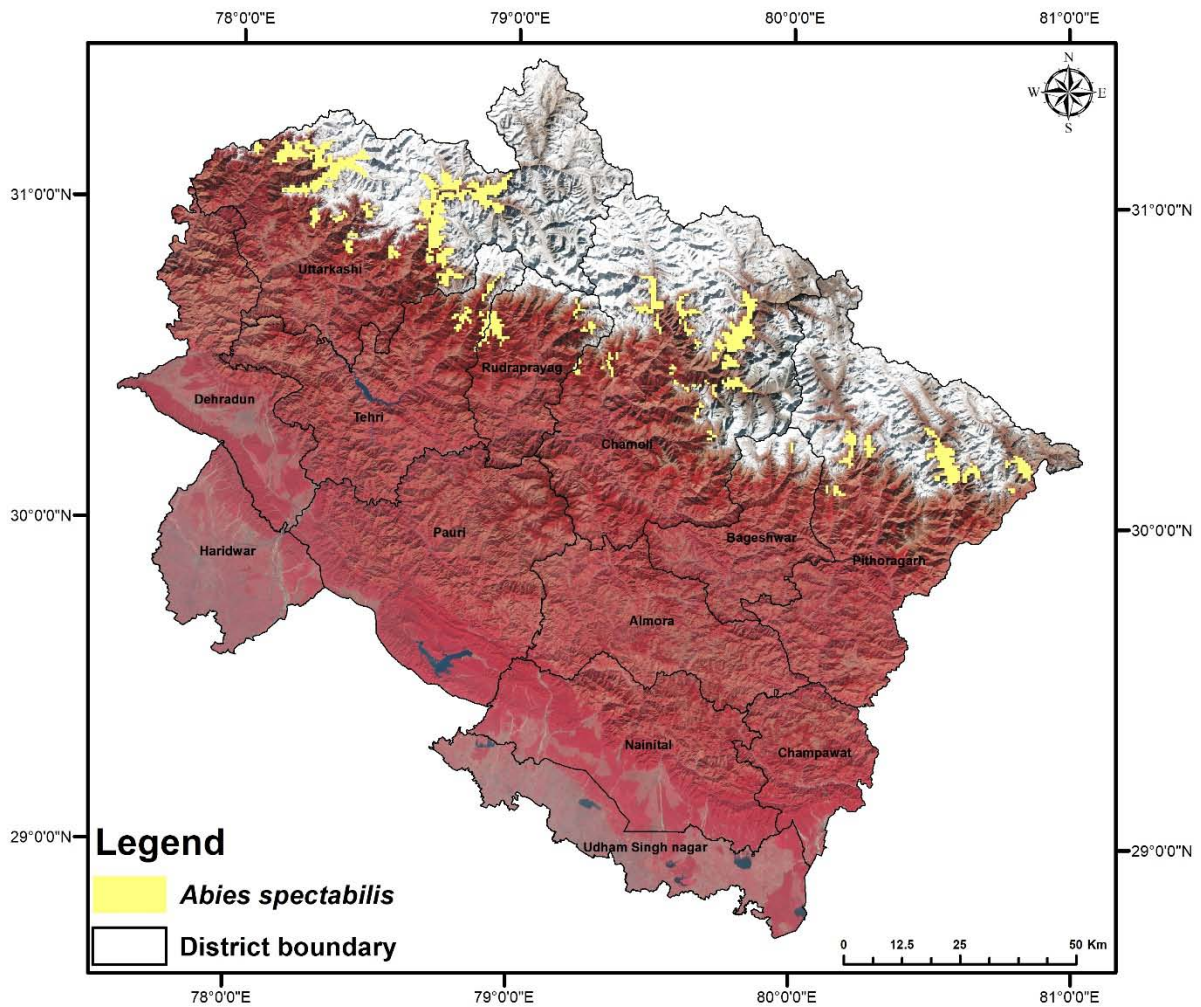 78°0'0"E 79°0'0"E 80°0'0"E 81°0'0"E
N
W E
S
31°0'0"N 31°0'0"N
Uttarkashi
Rudraprayag
Dehradun
Tehri
Chamoli
30°0'0"N 30°0'0"N
Pauri
Bageshwar
Haridwar
Pithoragarh
Almora
Nainital
Champawat
29°0'0"N 29°0'0"N
Udham Singh nagar
Legend
Abies spectabilis
District boundary
0 12.5 25 50 Km
78°0'0"E 79°0'0"E 80°0'0"E 81°0'0"E